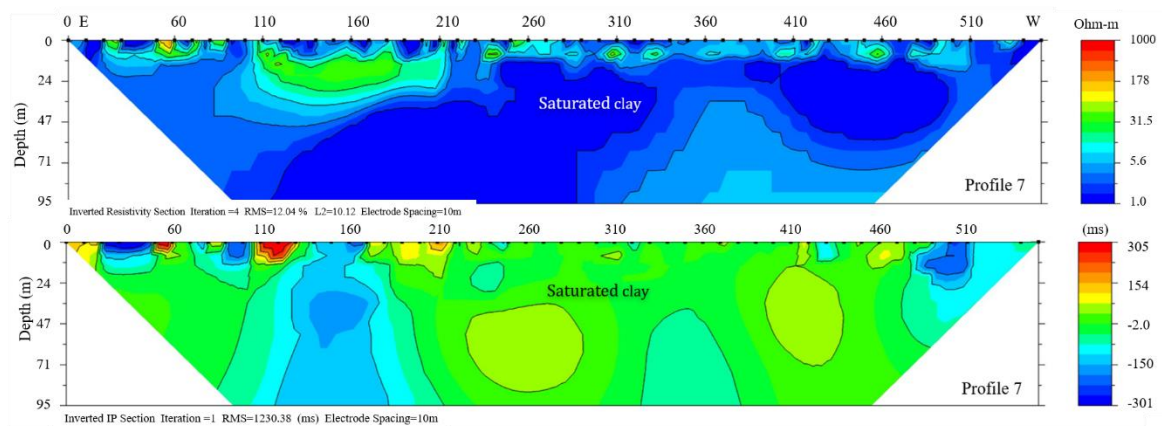 0 E 60 110 160 210 260 310 360 410 460 510 W
Ohm-m
0
24
47
71
95
Depth (m)
Saturated clay
Profile 7
1000
178
31.5
5.6
1.0
Inverted Resistivity Section Iteration =4 RMS=12.04 % L2=10.12 Electrode Spacing=10m
0 60 110 160 210 260 310 360 410 460 510
(ms)
0
24
47
71
95
Depth (m)
Saturated clay
Profile 7
305
154
-2.0
-150
-301
Inverted IP Section Iteration =1 RMS=1230.38 (ms) Electrode Spacing=10m